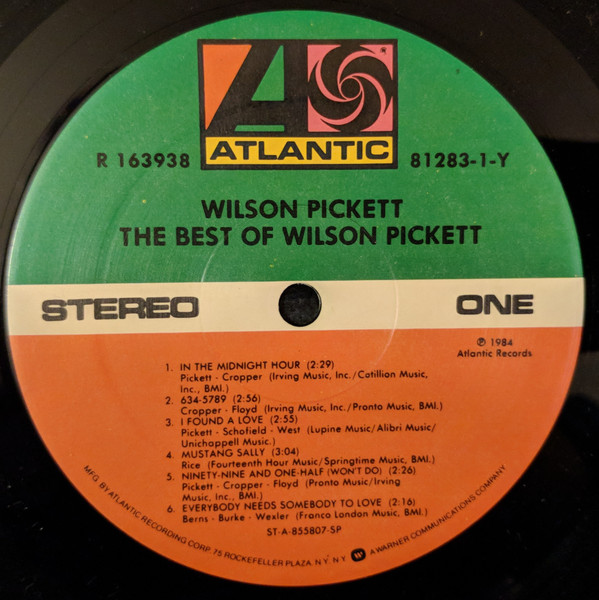 R 163938
ATLANTIC
81283-1-Y
WILSON PICKETT
THE BEST OF WILSON PICKETT
STEREO
ONE
℗ 1984
Atlantic Records
1. IN THE MIDNIGHT HOUR (2:29)
Pickett - Cropper (Irving Music, Inc./Cotillion Music,
Inc., BMI.)
2. 634-5789 (2:56)
Cropper - Floyd (Irving Music, Inc./Pronto Music, BMI.)
3. I FOUND A LOVE (2:55)
Pickett - Schofield - West (Lupine Music/Alibri Music/
Unichappell Music.)
4. MUSTANG SALLY (3:04)
Rice (Fourteenth Hour Music/Springtime Music, BMI.)
5. NINETY-NINE AND ONE-HALF (WON'T DO) (2:26)
Pickett - Cropper - Floyd (Pronto Music/Irving
Music, Inc., BMI.)
6. EVERYBODY NEEDS SOMEBODY TO LOVE (2:16)
Berns - Burke - Wexler (Franco London Music, BMI.)
ST-A-855807-SP
MFG. BY ATLANTIC RECORDING CORP. 75 ROCKEFELLER PLAZA. N.Y. N.Y. A WARNER COMMUNICATIONS COMPANY